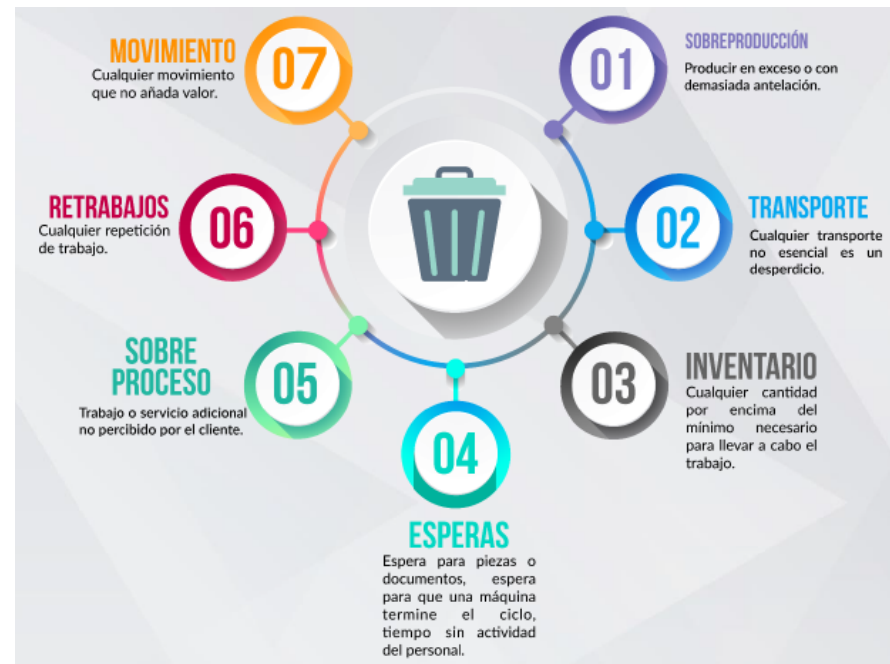 01
SOBREPRODUCCIÓN
Producir en exceso o con
demasiada antelación.
02
TRANSPORTE
Cualquier transporte
no esencial es un
desperdicio.
03
INVENTARIO
Cualquier cantidad
por encima del
mínimo necesario
para llevar a cabo el
trabajo.
04
ESPERAS
Espera para piezas o
documentos, espera
para que una máquina
termine el ciclo,
tiempo sin actividad
del personal.
05
SOBRE
PROCESO
Trabajo o servicio adicional
no percibido por el cliente.
06
RETRABAJOS
Cualquier repetición
de trabajo.
07
MOVIMIENTO
Cualquier movimiento
que no añada valor.